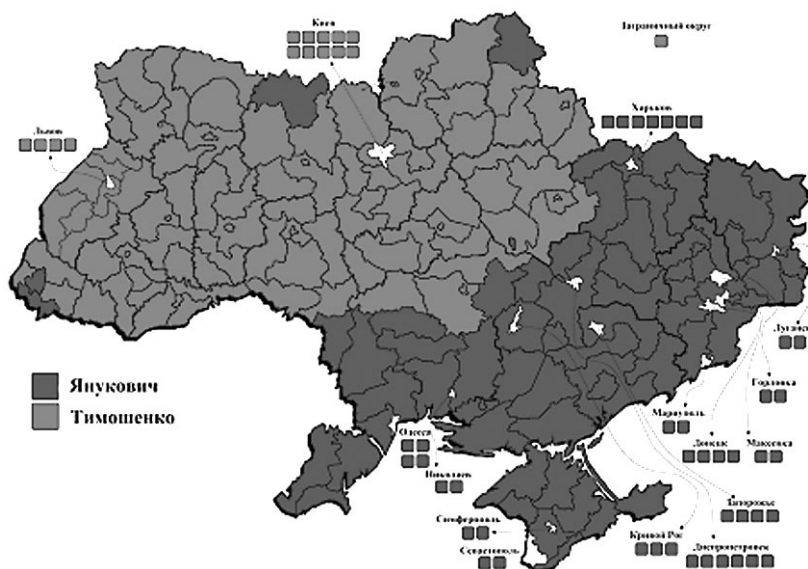 Киев
Заграничный округ
Харьков
Львов
Луганск
Янукович
Тимошенко
Горловка
Мариуполь
Одесса
Донецк
Макеевка
Николаев
Запорожье
Симферополь
Кривой Рог
Днепропетровск
Севастополь